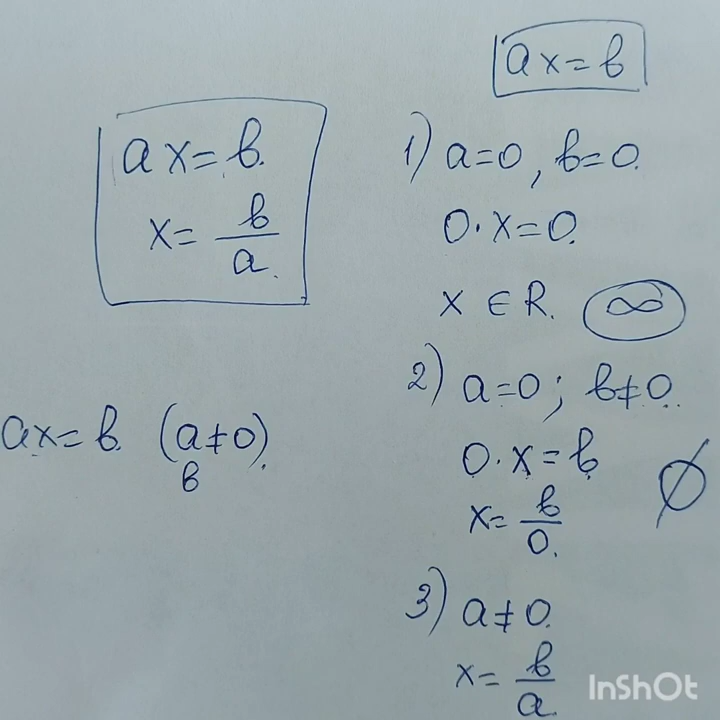 ax=в.
x= в/a.
ax=в. (a≠0).
в
ax=в
1) a=0, в=0.
0·x=0.
x ∈ R. ∞
2) a=0; в≠0.
0·x=в
x= в/0. ∅
3) a≠0.
x= в/a.
InShOt